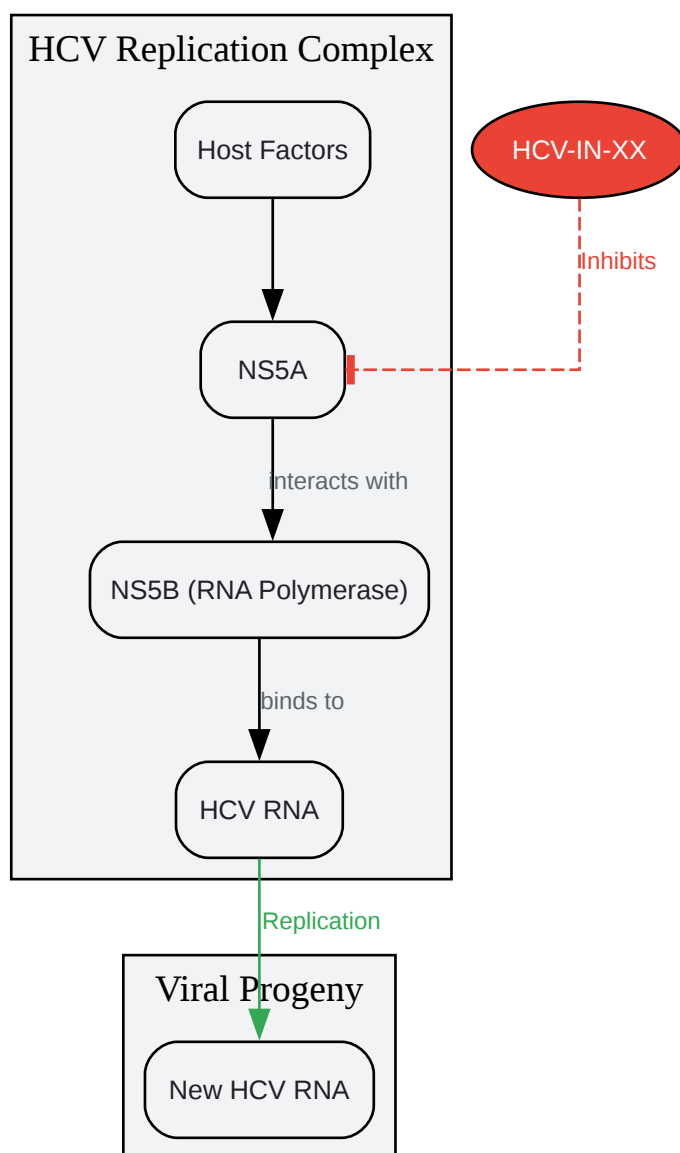 HCV Replication Complex
Host Factors
HCV-IN-XX
Inhibits
NS5A
interacts with
NS5B (RNA Polymerase)
binds to
HCV RNA
Replication
Viral Progeny
New HCV RNA